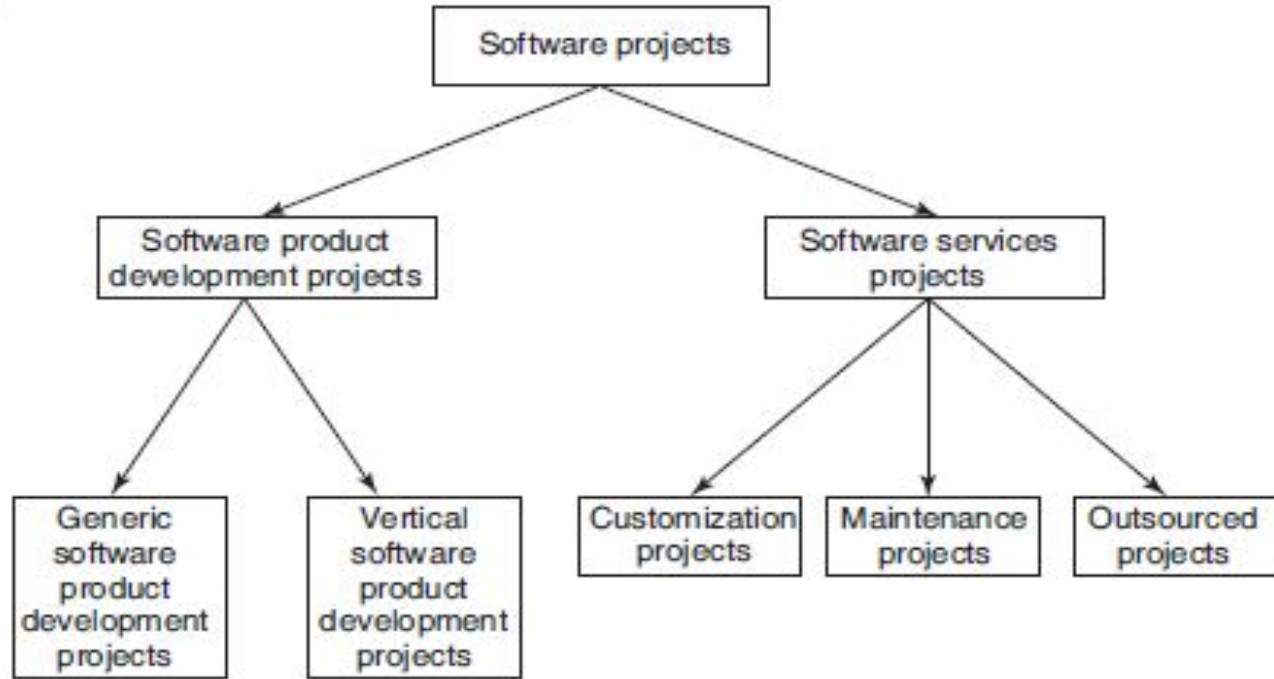 Software projects
Software product
development projects
Software services
projects
Generic
software
product
development
projects
Vertical
software
product
development
projects
Customization
projects
Maintenance
projects
Outsourced
projects